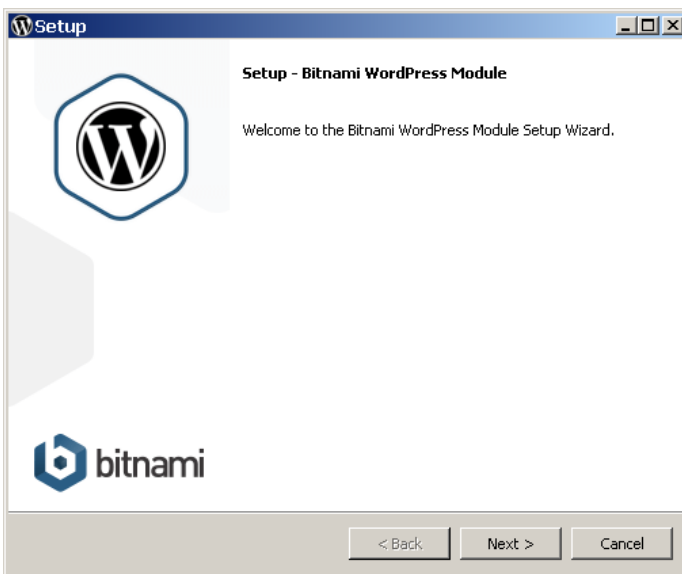 Setup
Setup - Bitnami WordPress Module
Welcome to the Bitnami WordPress Module Setup Wizard.
W
bitnami
< Back
Next >
Cancel